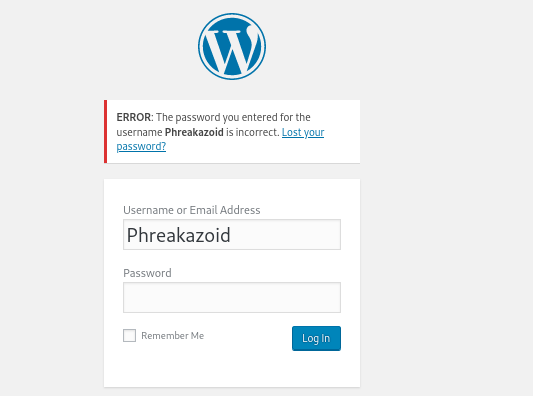 ERROR: The password you entered for the
username Phreakazoid is incorrect. Lost your
password?
Username or Email Address
Phreakazoid
Password
Remember Me
Log In